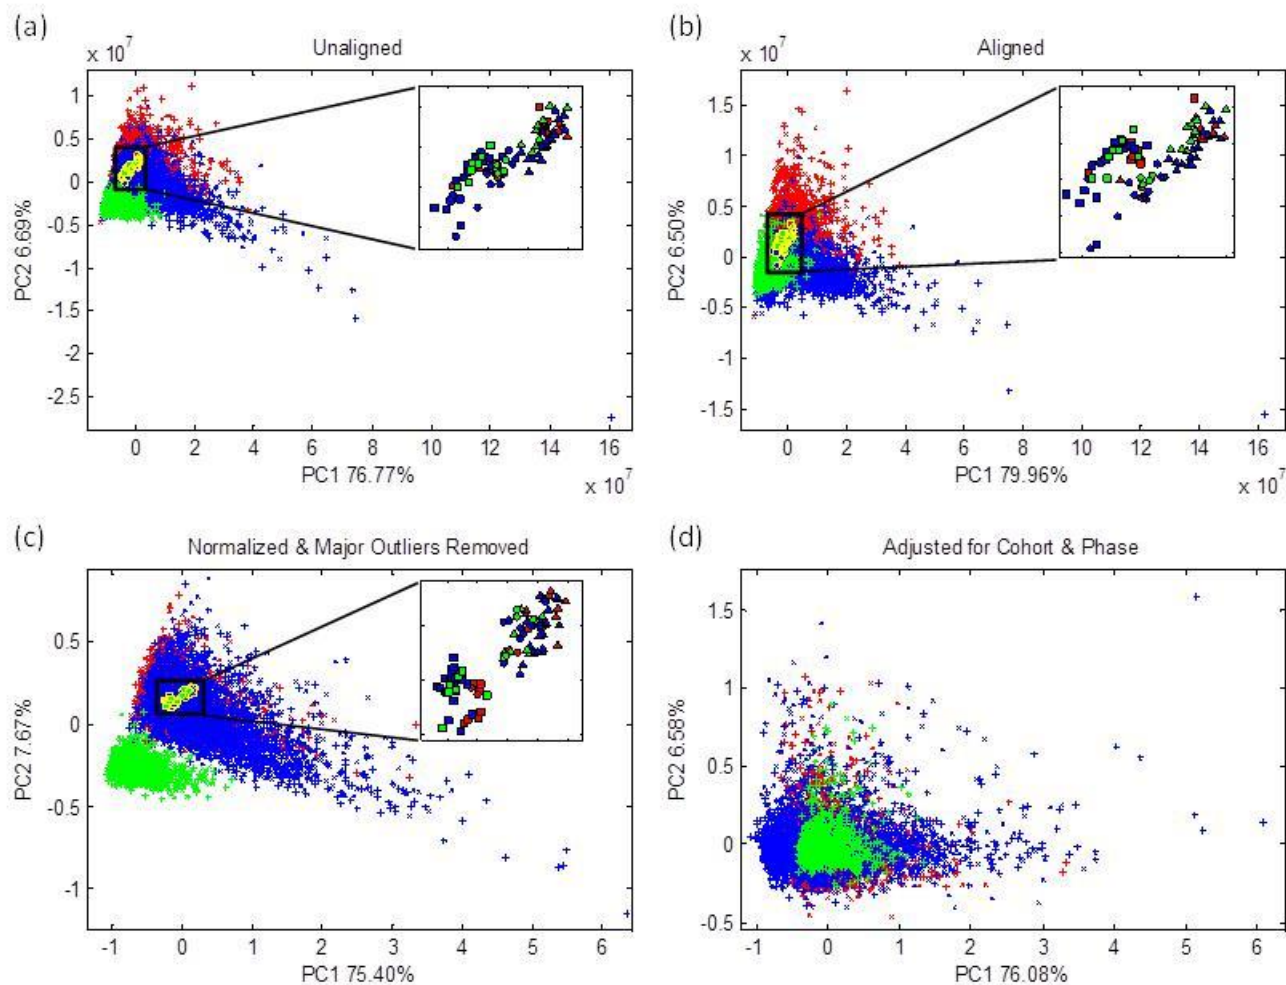 (a)
Unaligned
x 10^7
1
0.5
0
-0.5
-1
-1.5
-2
-2.5
PC2 6.69%
0 2 4 6 8 10 12 14 16
PC1 76.77%
x 10^7
(b)
Aligned
x 10^7
1.5
1
0.5
0
-0.5
-1
-1.5
PC2 6.50%
0 2 4 6 8 10 12 14 16
PC1 79.96%
x 10^7
(c)
Normalized & Major Outliers Removed
0.5
0
-0.5
-1
PC2 7.67%
-1 0 1 2 3 4 5 6
PC1 75.40%
(d)
Adjusted for Cohort & Phase
1.5
1
0.5
0
-0.5
PC2 6.58%
-1 0 1 2 3 4 5 6
PC1 76.08%